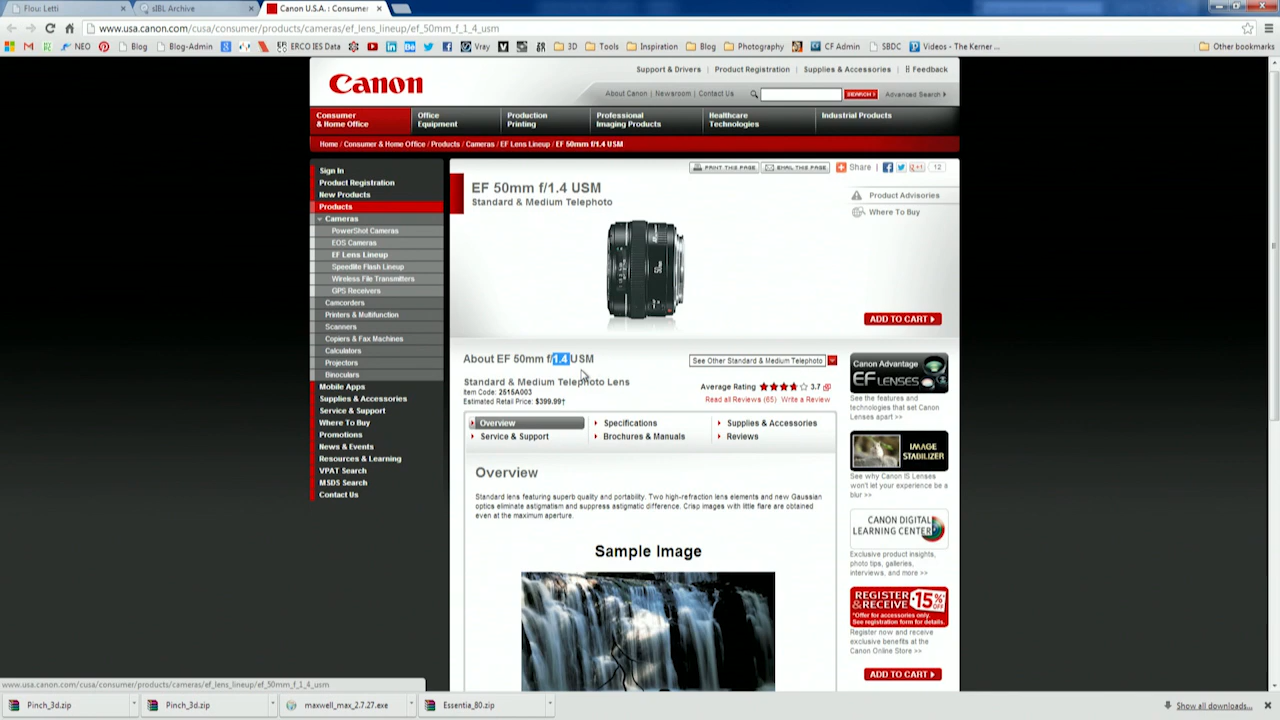 Flou: Letti
sIBL Archive
Canon U.S.A. : Consumer
www.usa.canon.com/cusa/consumer/products/cameras/ef_lens_lineup/ef_50mm_f_1_4_usm
NEO
Blog
Blog-Admin
ERCO IES Data
Vray
3D
Tools
Inspiration
Blog
Photography
CF Admin
SBDC
Videos - The Kerner ...
Other bookmarks
Canon
Support & Drivers | Product Registration | Supplies & Accessories | Feedback
About Canon | Newsroom | Contact Us
SEARCH
Advanced Search
Consumer
& Home Office
Office
Equipment
Production
Printing
Professional
Imaging Products
Healthcare
Technologies
Industrial Products
Home / Consumer & Home Office / Products / Cameras / EF Lens Lineup / EF 50mm f/1.4 USM
Sign In
Product Registration
New Products
Products
Cameras
PowerShot Cameras
EOS Cameras
EF Lens Lineup
Speedlite Flash Lineup
Wireless File Transmitters
GPS Receivers
Camcorders
Printers & Multifunction
Scanners
Copiers & Fax Machines
Calculators
Projectors
Binoculars
Mobile Apps
Supplies & Accessories
Service & Support
Where To Buy
Promotions
News & Events
Resources & Learning
VPAT Search
MSDS Search
Contact Us
PRINT THIS PAGE
EMAIL THIS PAGE
Share
12
EF 50mm f/1.4 USM
Standard & Medium Telephoto
Product Advisories
Where To Buy
ADD TO CART
About EF 50mm f/1.4 USM
See Other Standard & Medium Telephoto
Standard & Medium Telephoto Lens
Item Code: 2515A003
Estimated Retail Price: $399.99†
Average Rating 3.7
Read all Reviews (65) Write a Review
Overview
Specifications
Supplies & Accessories
Service & Support
Brochures & Manuals
Reviews
Overview
Standard lens featuring superb quality and portability. Two high-refraction lens elements and new Gaussian
optics eliminate astigmatism and suppress astigmatic difference. Crisp images with little flare are obtained
even at the maximum aperture.
Sample Image
Canon Advantage
EF LENSES
See the features and
technologies that set Canon
Lenses apart >>
IMAGE
STABILIZER
See why Canon IS Lenses
won't let your experience be a
blur >>
CANON DIGITAL
LEARNING CENTER
Exclusive product insights,
photo tips, galleries,
interviews, and more >>
REGISTER
& RECEIVE
15% OFF
*Offer for accessories only.
See registration form for details.
Register now and receive
exclusive benefits at the
Canon Online Store >>
ADD TO CART
www.usa.canon.com/cusa/consumer/products/cameras/ef_lens_lineup/ef_50mm_f_1_4_usm
Pinch_3d.zip
Pinch_3d.zip
maxwell_max_2.7.27.exe
Essentia_80.zip
Show all downloads...